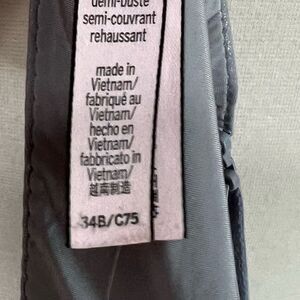 demi-buste
semi-couvrant
rehaussant
made in
Vietnam/
fabriqué au
Vietnam/
hecho en
Vietnam/
fabbricato in
Vietnam/
越南制造
34B/C75